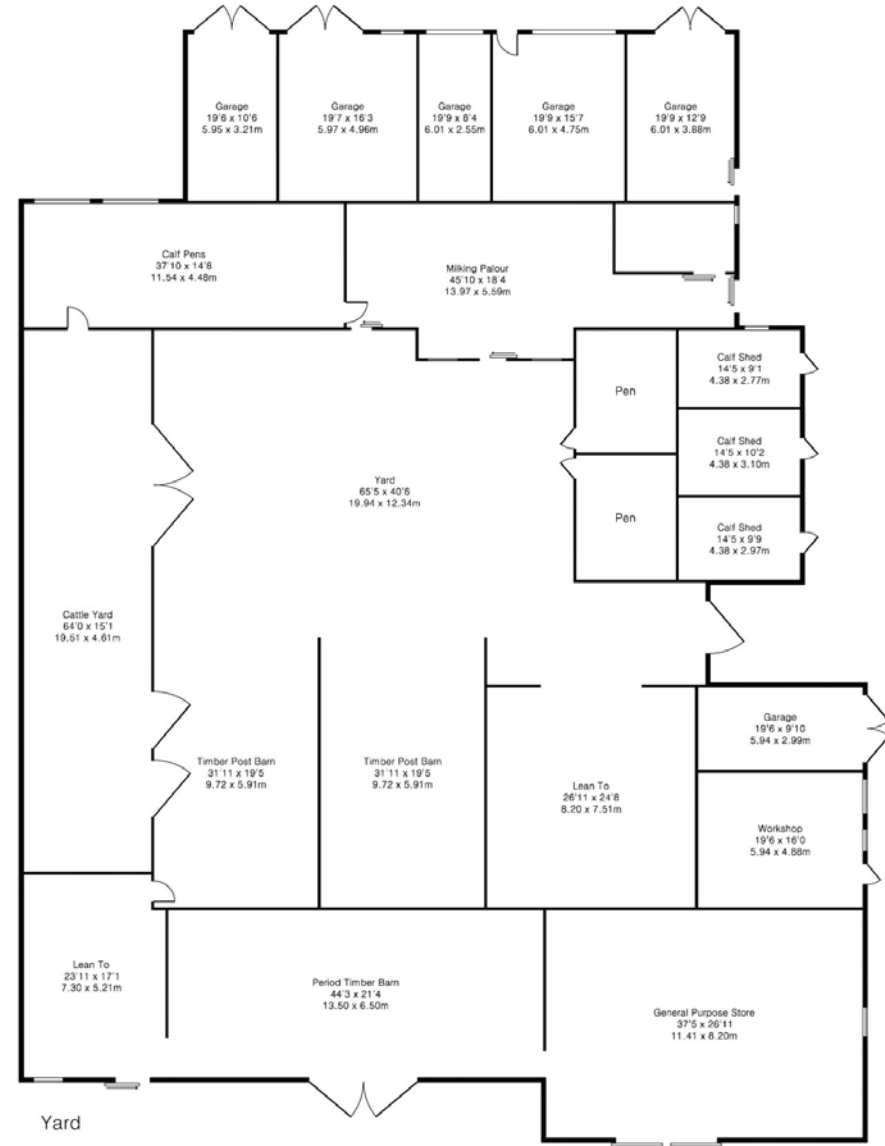 Garage
19'6 x 10'6
5.95 x 3.21m
Garage
19'7 x 16'3
5.97 x 4.96m
Garage
19'9 x 8'4
6.01 x 2.55m
Garage
19'9 x 15'7
6.01 x 4.75m
Garage
19'9 x 12'9
6.01 x 3.88m
Calf Pens
37'10 x 14'8
11.54 x 4.48m
Milking Palour
45'10 x 18'4
13.97 x 5.59m
Calf Shed
14'5 x 9'1
4.38 x 2.77m
Pen
Calf Shed
14'5 x 10'2
4.38 x 3.10m
Yard
65'5 x 40'6
19.94 x 12.34m
Pen
Calf Shed
14'5 x 9'9
4.38 x 2.97m
Cattle Yard
64'0 x 15'1
19.51 x 4.61m
Timber Post Barn
31'11 x 19'5
9.72 x 5.91m
Timber Post Barn
31'11 x 19'5
9.72 x 5.91m
Lean To
26'11 x 24'8
8.20 x 7.51m
Garage
19'6 x 9'10
5.94 x 2.99m
Workshop
19'6 x 16'0
5.94 x 4.88m
Lean To
23'11 x 17'1
7.30 x 5.21m
Period Timber Barn
44'3 x 21'4
13.50 x 6.50m
General Purpose Store
37'5 x 26'11
11.41 x 8.20m
Yard